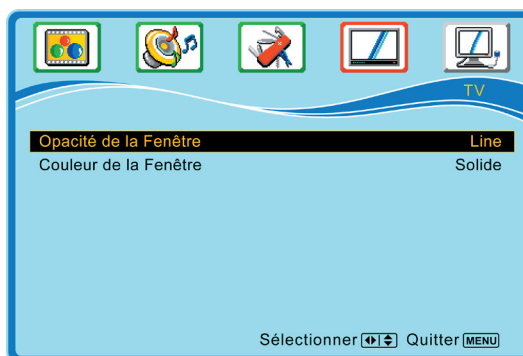 TV
Opacité de la Fenêtre Line
Couleur de la Fenêtre Solide
Sélectionner Quitter MENU